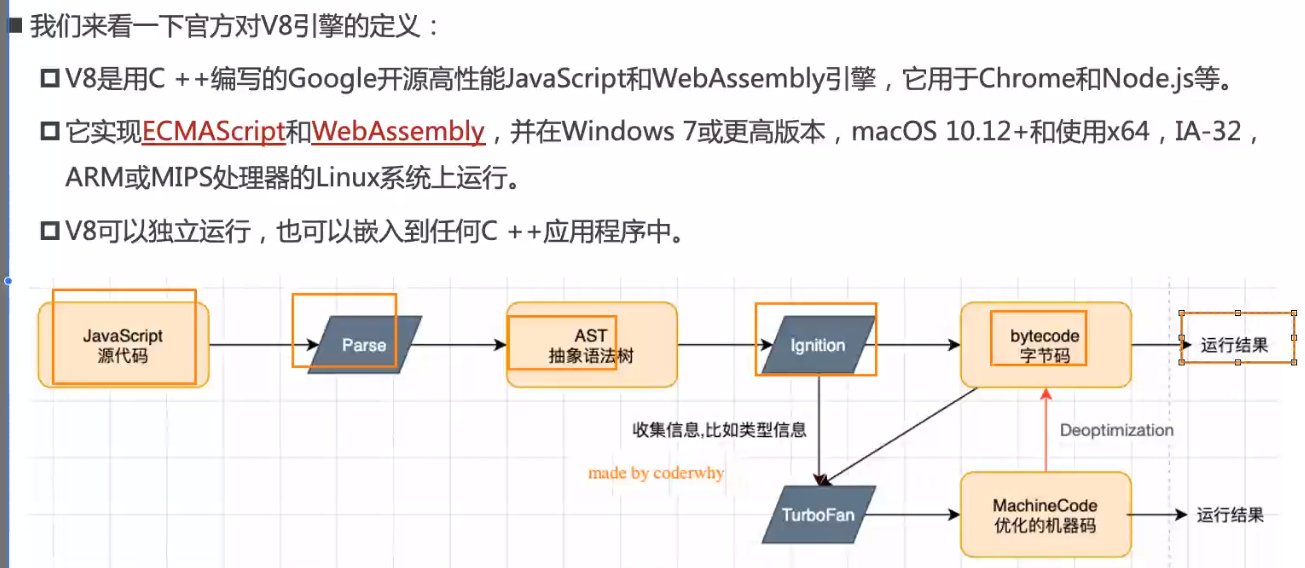 我们来看一下官方对V8引擎的定义：
V8是用C ++编写的Google开源高性能JavaScript和WebAssembly引擎，它用于Chrome和Node.js等。
它实现ECMAScript和WebAssembly，并在Windows 7或更高版本，macOS 10.12+和使用x64，IA-32，
ARM或MIPS处理器的Linux系统上运行。
V8可以独立运行，也可以嵌入到任何C ++应用程序中。
JavaScript
源代码
Parse
AST
抽象语法树
Ignition
bytecode
字节码
运行结果
收集信息,比如类型信息
Deoptimization
made by coderwhy
TurboFan
MachineCode
优化的机器码
运行结果